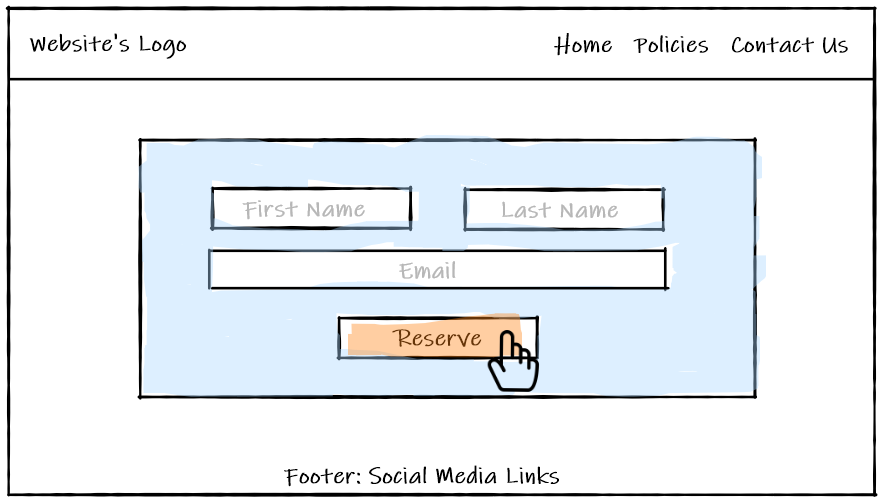 Website's Logo Home Policies Contact Us
First Name Last Name
Email
Reserve
Footer: Social Media Links